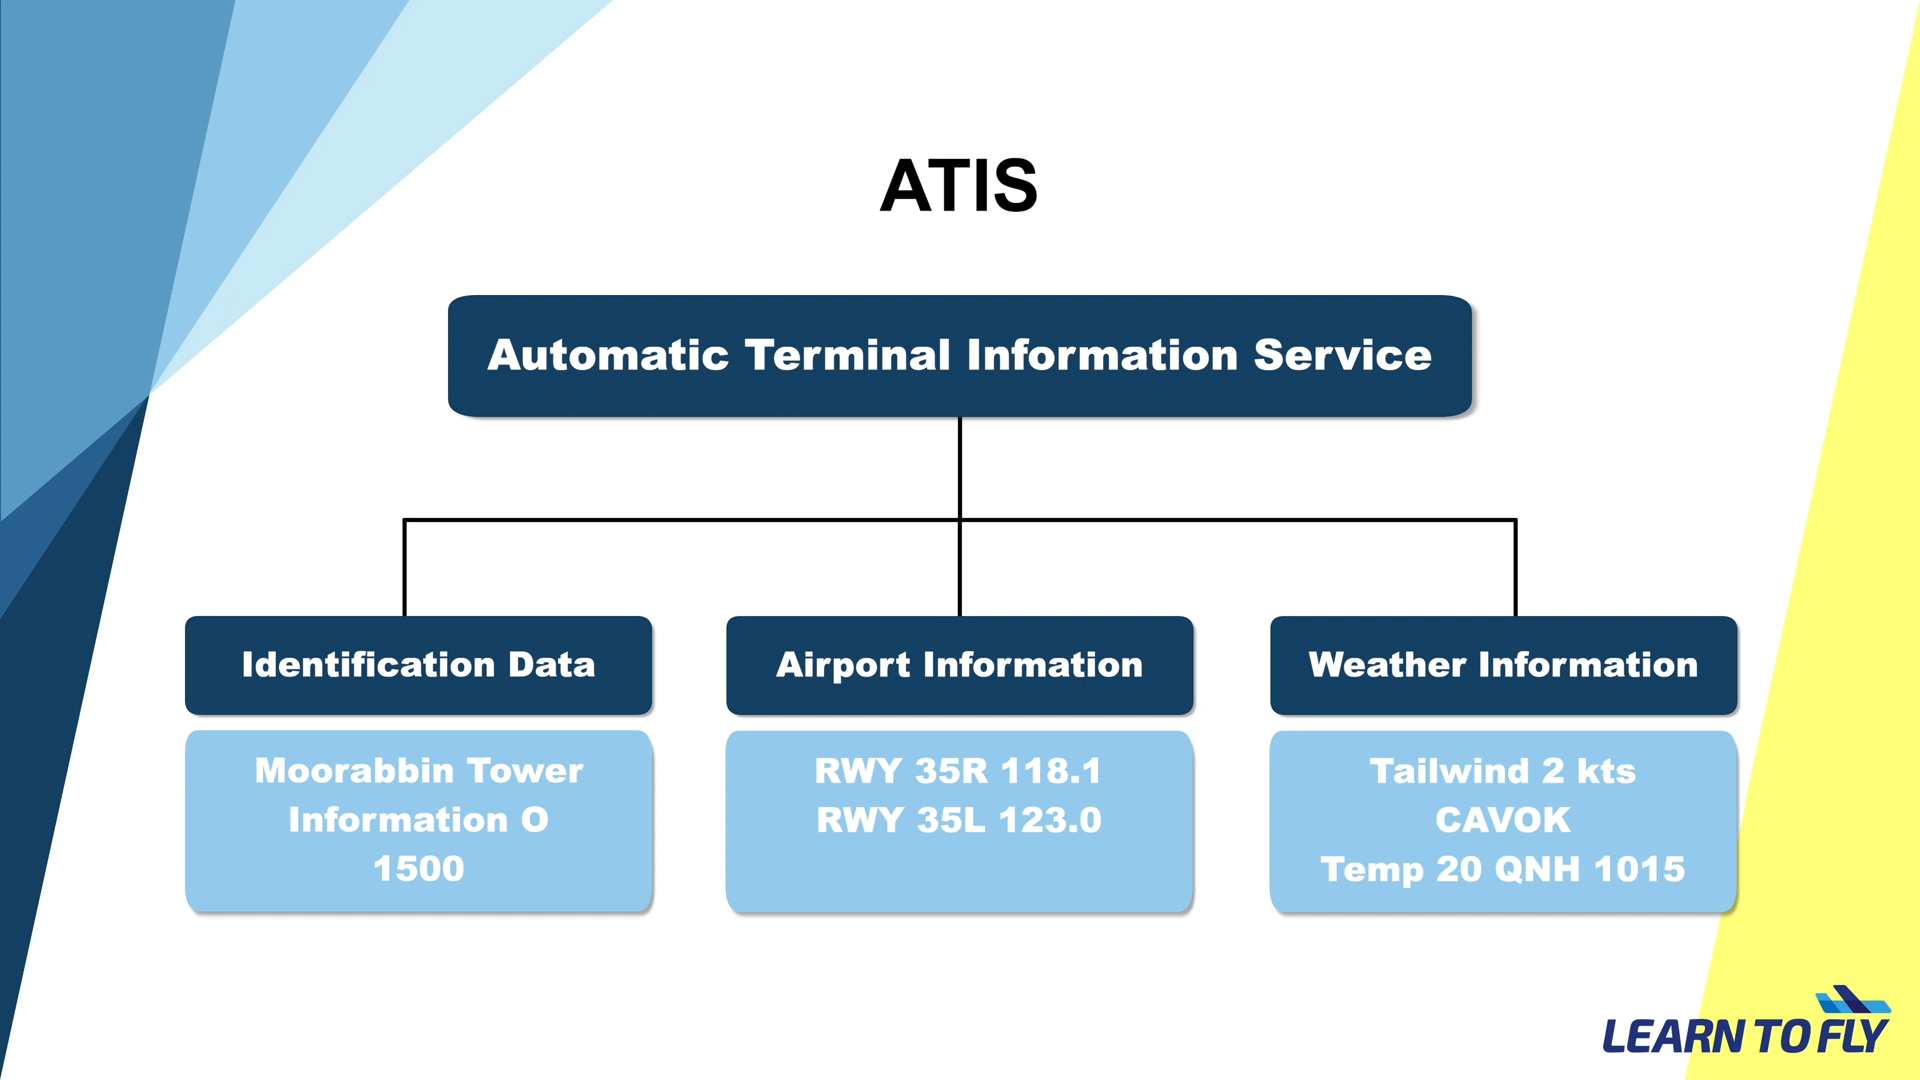 ATIS
Automatic Terminal Information Service
Identification Data
Moorabbin Tower
Information O
1500
Airport Information
RWY 35R 118.1
RWY 35L 123.0
Weather Information
Tailwind 2 kts
CAVOK
Temp 20 QNH 1015
LEARN TO FLY